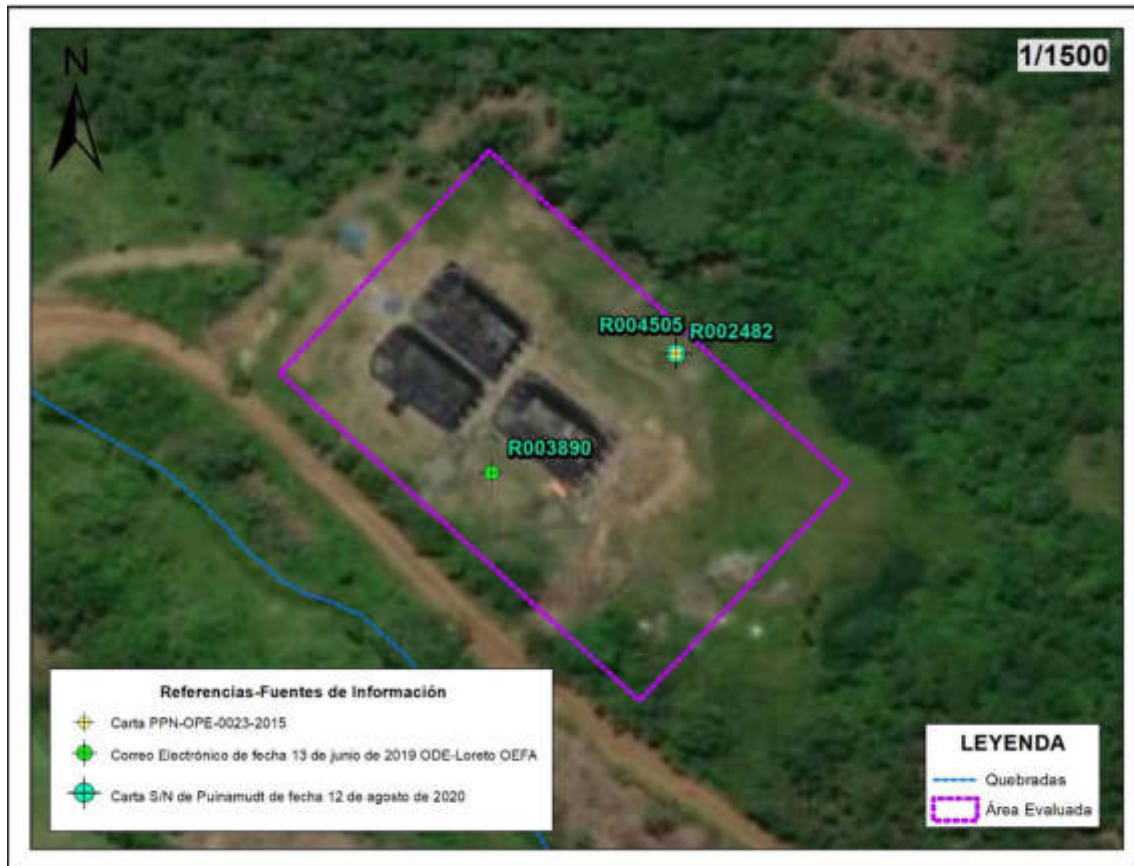 N
1/1500
R004505
R002482
R003890
Referencias-Fuentes de Información
Carta PPN-OPE-0023-2015
Correo Electrónico de fecha 13 de junio de 2019 ODE-Loreto OEFA
Carta S/N de Puinamudt de fecha 12 de agosto de 2020
LEYENDA
Quebradas
Área Evaluada